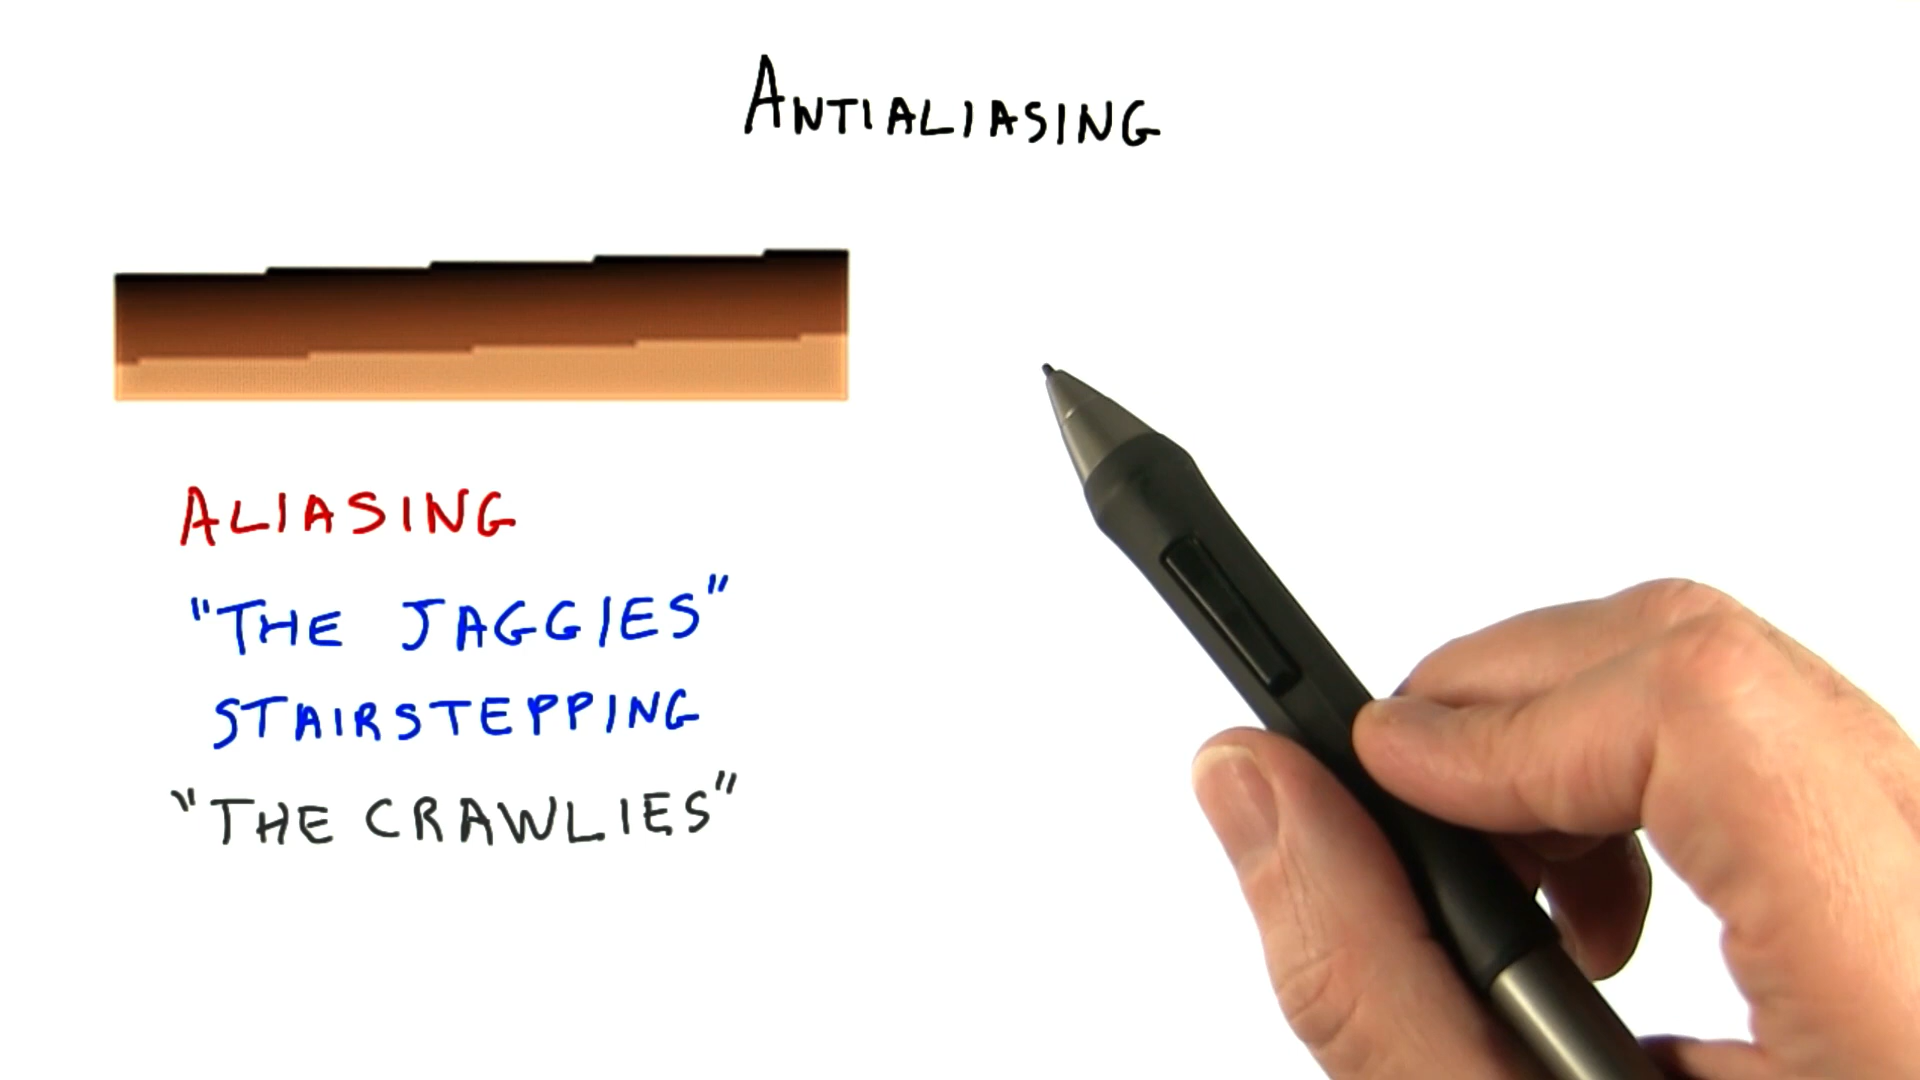 ANTIALIASING
ALIASING
"THE JAGGIES"
STAIRSTEPPING
"THE CRAWLIES"